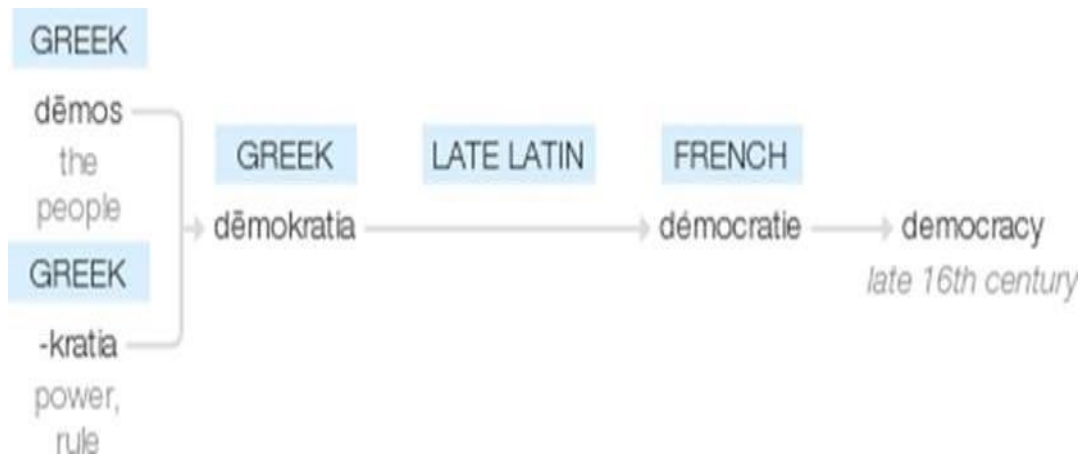 GREEK
dēmos
the
people
GREEK
-kratia
power,
rule
GREEK
dēmokratia
LATE LATIN
FRENCH
démocratie
democracy
late 16th century